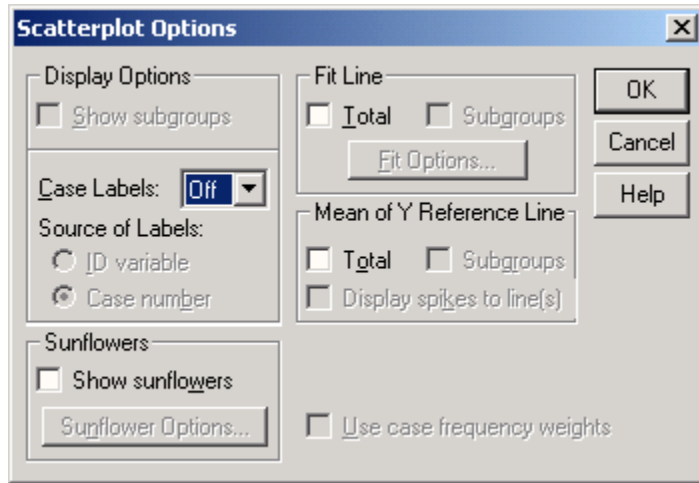 Scatterplot Options
Display Options
Show subgroups
Case Labels: Off
Source of Labels:
ID variable
Case number
Sunflowers
Show sunflowers
Sunflower Options...
Fit Line
Total Subgroups
Fit Options...
Mean of Y Reference Line
Total Subgroups
Display spikes to line(s)
Use case frequency weights
OK
Cancel
Help